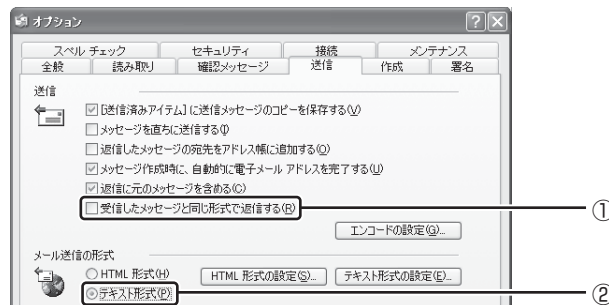 オプション
スペル チェック セキュリティ 接続 メンテナンス
全般 読み取り 確認メッセージ 送信 作成 署名
送信
[送信済みアイテム] に送信メッセージのコピーを保存する(V)
メッセージを直ちに送信する(I)
返信したメッセージの宛先をアドレス帳に追加する(O)
メッセージ作成時に、自動的に電子メール アドレスを完了する(U)
返信に元のメッセージを含める(C)
受信したメッセージと同じ形式で返信する(R)
①
エンコードの設定(G)...
メール送信の形式
HTML 形式(H) HTML 形式の設定(S)... テキスト形式の設定(E)...
テキスト形式(P)
②